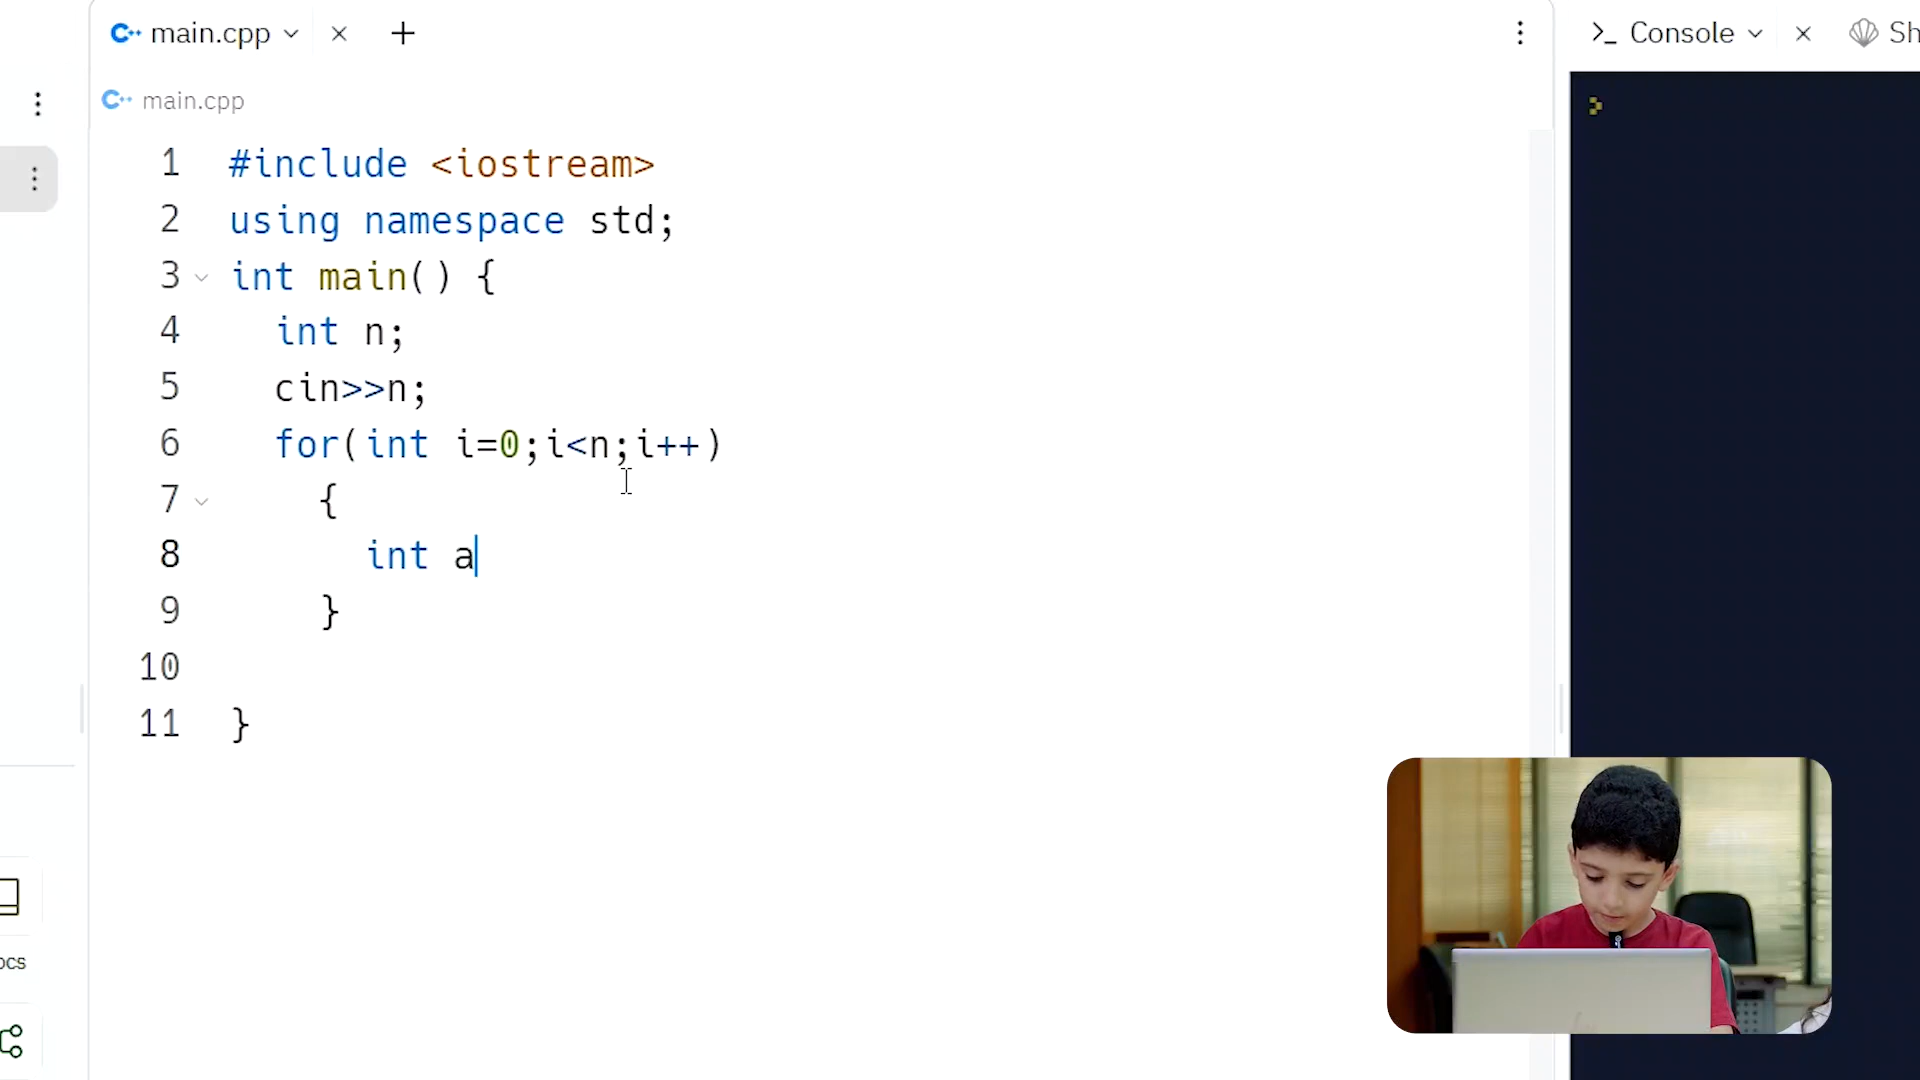 C++ main.cpp
>_ Console
Sh
C++ main.cpp
1 #include <iostream>
2 using namespace std;
3 int main() {
4 int n;
5 cin>>n;
6 for(int i=0;i<n;i++)
7 {
8 int a
9 }
10
11 }
ocs